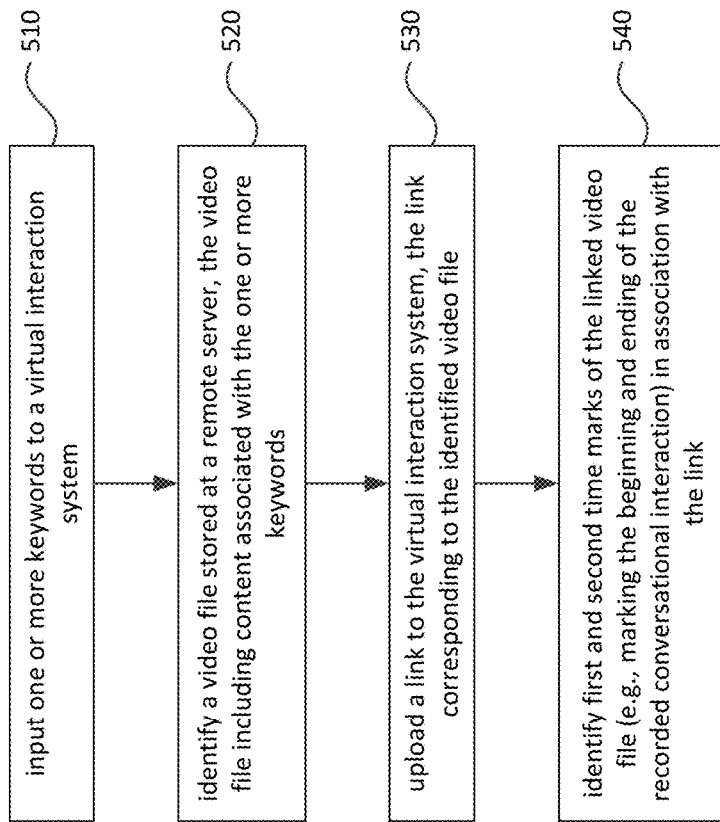 input one or more keywords to a virtual interaction
system
510
identify a video file stored at a remote server, the video
file including content associated with the one or more
keywords
520
upload a link to the virtual interaction system, the link
corresponding to the identified video file
530
identify first and second time marks of the linked video
file (e.g., marking the beginning and ending of the
recorded conversational interaction) in association with
the link
540